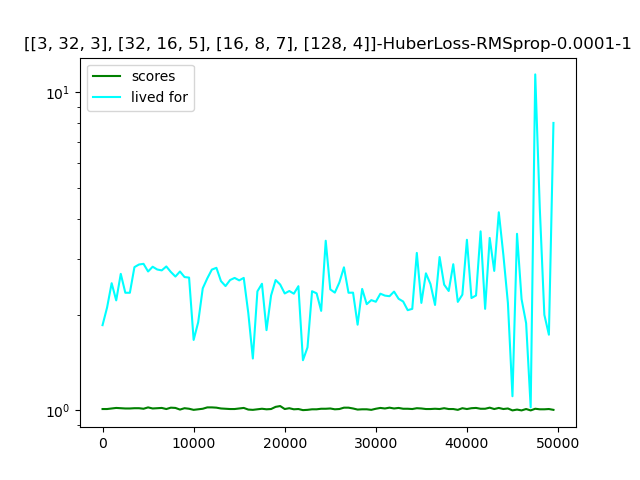 [[3, 32, 3], [32, 16, 5], [16, 8, 7], [128, 4]]-HuberLoss-RMSprop-0.0001-1
scores
lived for
10¹
10⁰
0 10000 20000 30000 40000 50000